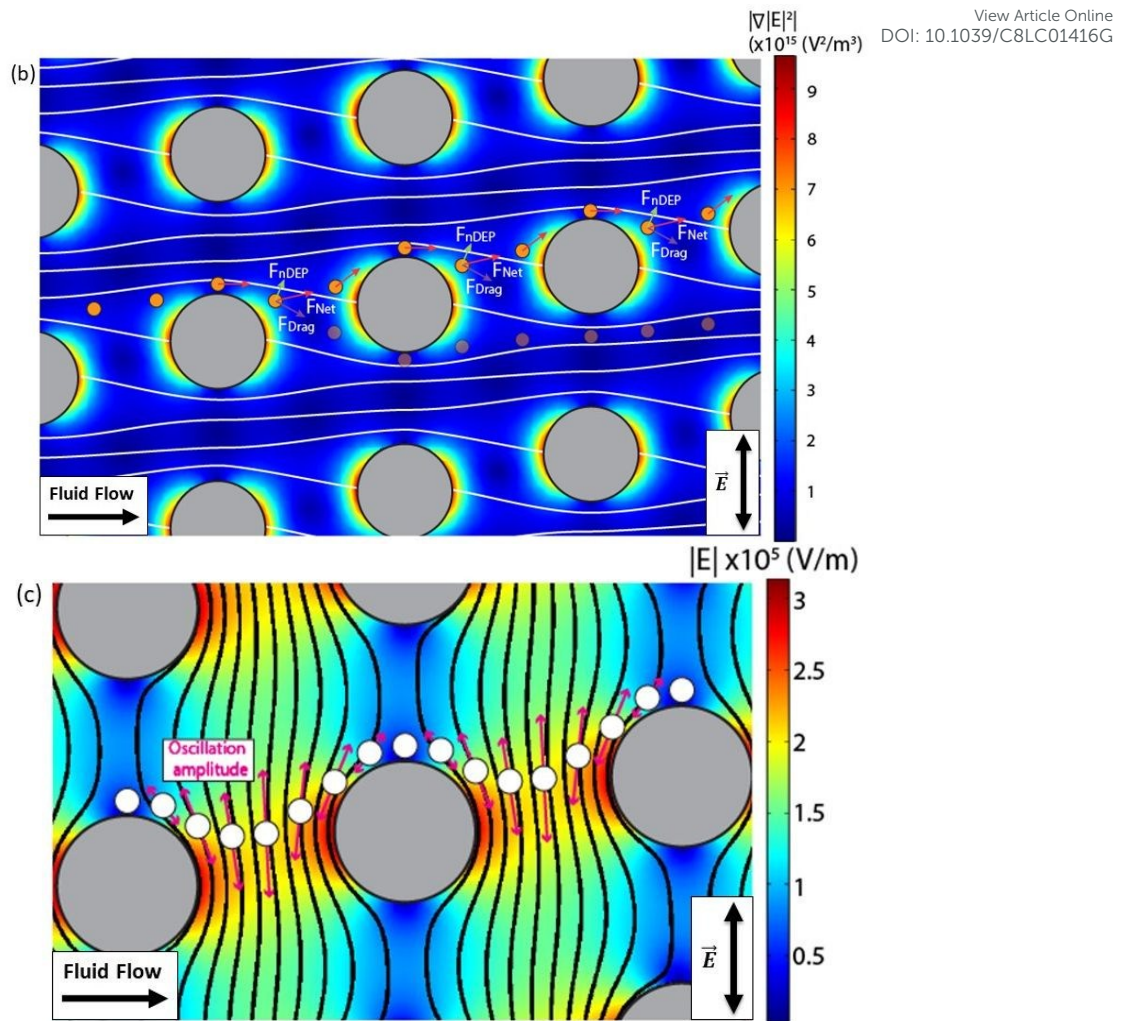 View Article Online
DOI: 10.1039/C8LC01416G
|∇|E|²|
(x10¹⁵ (V²/m³)
(b)
9
8
7
6
5
4
3
2
1
FnDEP
FNet
FDrag
FnDEP
FNet
FDrag
FnDEP
FNet
FDrag
Fluid Flow
E⃗
|E| x10⁵ (V/m)
(c)
3
2.5
2
1.5
1
0.5
Oscillation
amplitude
Fluid Flow
E⃗